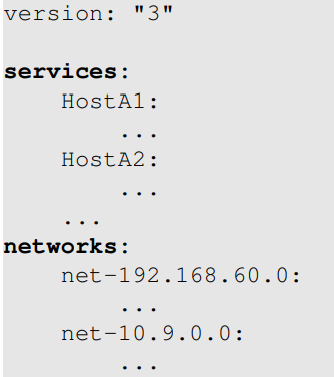 version: "3"
services:
HostA1:
...
HostA2:
...
...
networks:
net-192.168.60.0:
...
net-10.9.0.0:
...